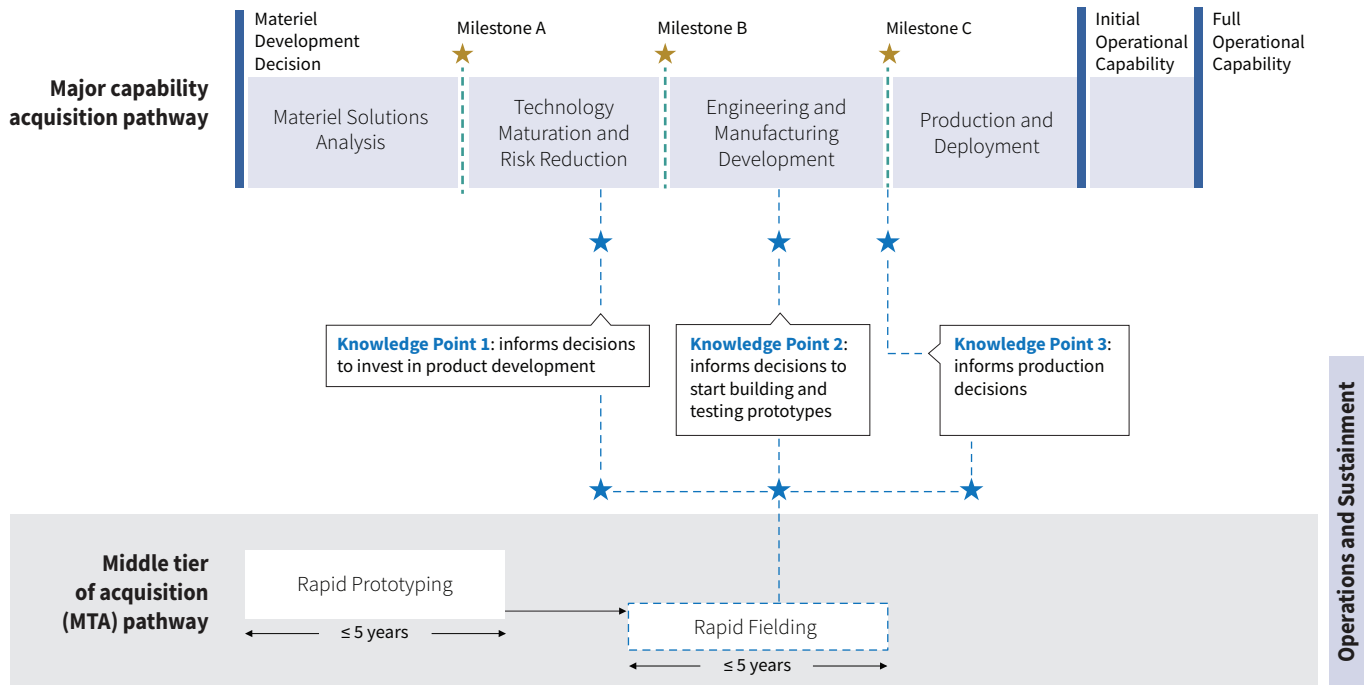 Materiel
Development
Decision
Milestone A
Milestone B
Milestone C
Initial
Operational
Capability
Full
Operational
Capability
Major capability
acquisition pathway
Materiel Solutions
Analysis
Technology
Maturation and
Risk Reduction
Engineering and
Manufacturing
Development
Production and
Deployment
Knowledge Point 1: informs decisions
to invest in product development
Knowledge Point 2:
informs decisions to
start building and
testing prototypes
Knowledge Point 3:
informs production
decisions
Operations and Sustainment
Middle tier
of acquisition
(MTA) pathway
Rapid Prototyping
≤ 5 years
Rapid Fielding
≤ 5 years